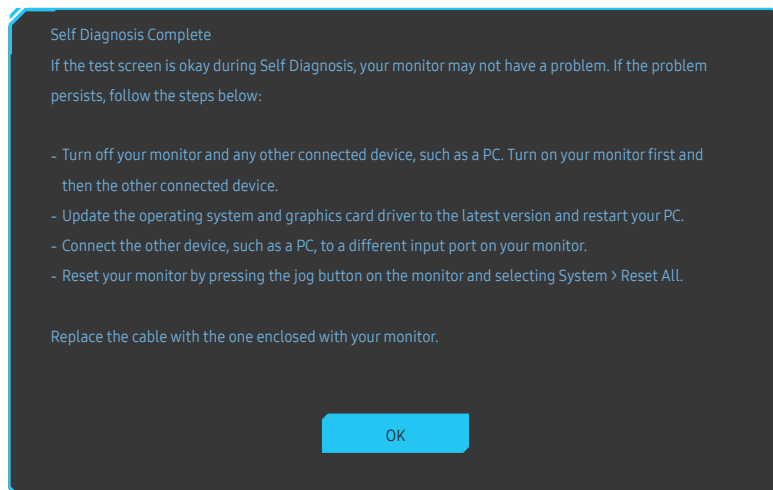 Self Diagnosis Complete
If the test screen is okay during Self Diagnosis, your monitor may not have a problem. If the problem
persists, follow the steps below:
- Turn off your monitor and any other connected device, such as a PC. Turn on your monitor first and
then the other connected device.
- Update the operating system and graphics card driver to the latest version and restart your PC.
- Connect the other device, such as a PC, to a different input port on your monitor.
- Reset your monitor by pressing the jog button on the monitor and selecting System > Reset All.
Replace the cable with the one enclosed with your monitor.
OK